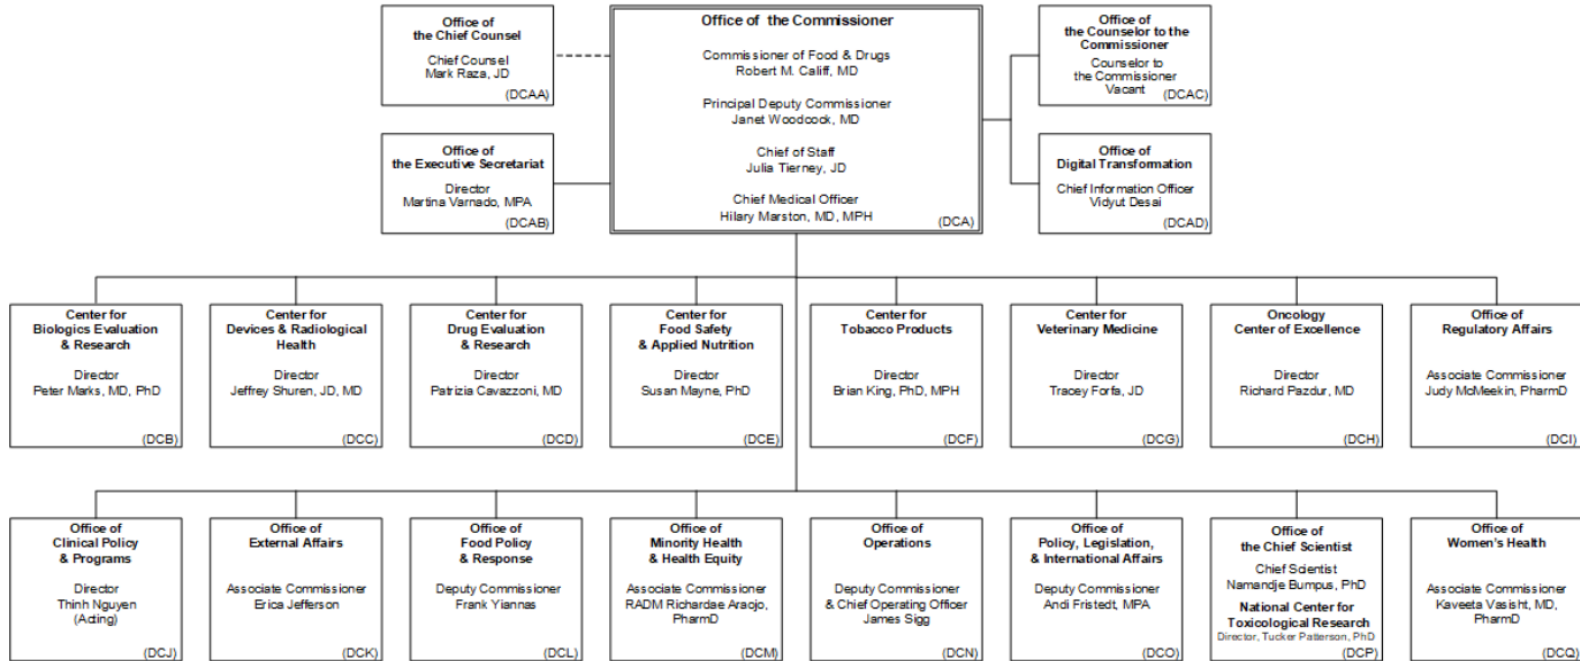 Office of
the Chief Counsel
Chief Counsel
Mark Raza, JD
(DCAA)
Office of the Commissioner
Commissioner of Food & Drugs
Robert M. Califf, MD
Principal Deputy Commissioner
Janet Woodcock, MD
Chief of Staff
Julia Tierney, JD
Chief Medical Officer
Hilary Marston, MD, MPH
(DCA)
Office of
the Counselor to the
Commissioner
Counselor to
the Commissioner
Vacant
(DCAC)
Office of
the Executive Secretariat
Director
Martina Varnado, MPA
(DCAB)
Office of
Digital Transformation
Chief Information Officer
Vidyut Desai
(DCAD)
Center for
Biologics Evaluation
& Research
Director
Peter Marks, MD, PhD
(DCB)
Center for
Devices & Radiological
Health
Director
Jeffrey Shuren, JD, MD
(DCC)
Center for
Drug Evaluation
& Research
Director
Patrizia Cavazzoni, MD
(DCD)
Center for
Food Safety
& Applied Nutrition
Director
Susan Mayne, PhD
(DCE)
Center for
Tobacco Products
Director
Brian King, PhD, MPH
(DCF)
Center for
Veterinary Medicine
Director
Tracey Forfa, JD
(DCG)
Oncology
Center of Excellence
Director
Richard Pazdur, MD
(DCH)
Office of
Regulatory Affairs
Associate Commissioner
Judy McMeekin, PharmD
(DCI)
Office of
Clinical Policy
& Programs
Director
Thinh Nguyen
(Acting)
(DCJ)
Office of
External Affairs
Associate Commissioner
Erica Jefferson
(DCK)
Office of
Food Policy
& Response
Deputy Commissioner
Frank Yiannas
(DCL)
Office of
Minority Health
& Health Equity
Associate Commissioner
RADM Richardae Araojo,
PharmD
(DCM)
Office of
Operations
Deputy Commissioner
& Chief Operating Officer
James Sigg
(DCN)
Office of
Policy, Legislation,
& International Affairs
Deputy Commissioner
Andi Fristedt, MPA
(DCO)
Office of
the Chief Scientist
Chief Scientist
Namandje Bumpus, PhD
National Center for
Toxicological Research
Director, Tucker Patterson, PhD
(DCP)
Office of
Women's Health
Associate Commissioner
Kaveeta Vasisht, MD,
PharmD
(DCQ)